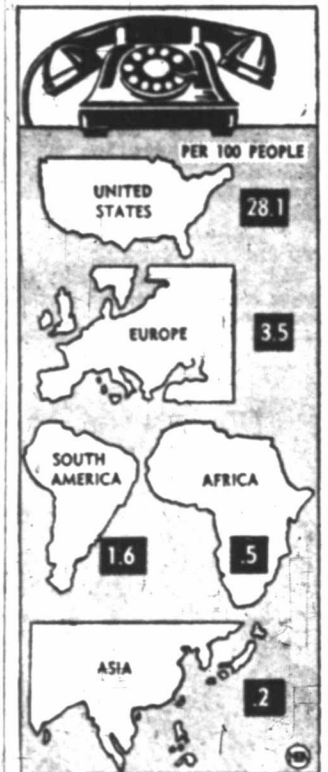 PER 100 PEOPLE
UNITED
STATES
28.1
EUROPE
3.5
SOUTH
AMERICA
AFRICA
1.6
.5
ASIA
.2